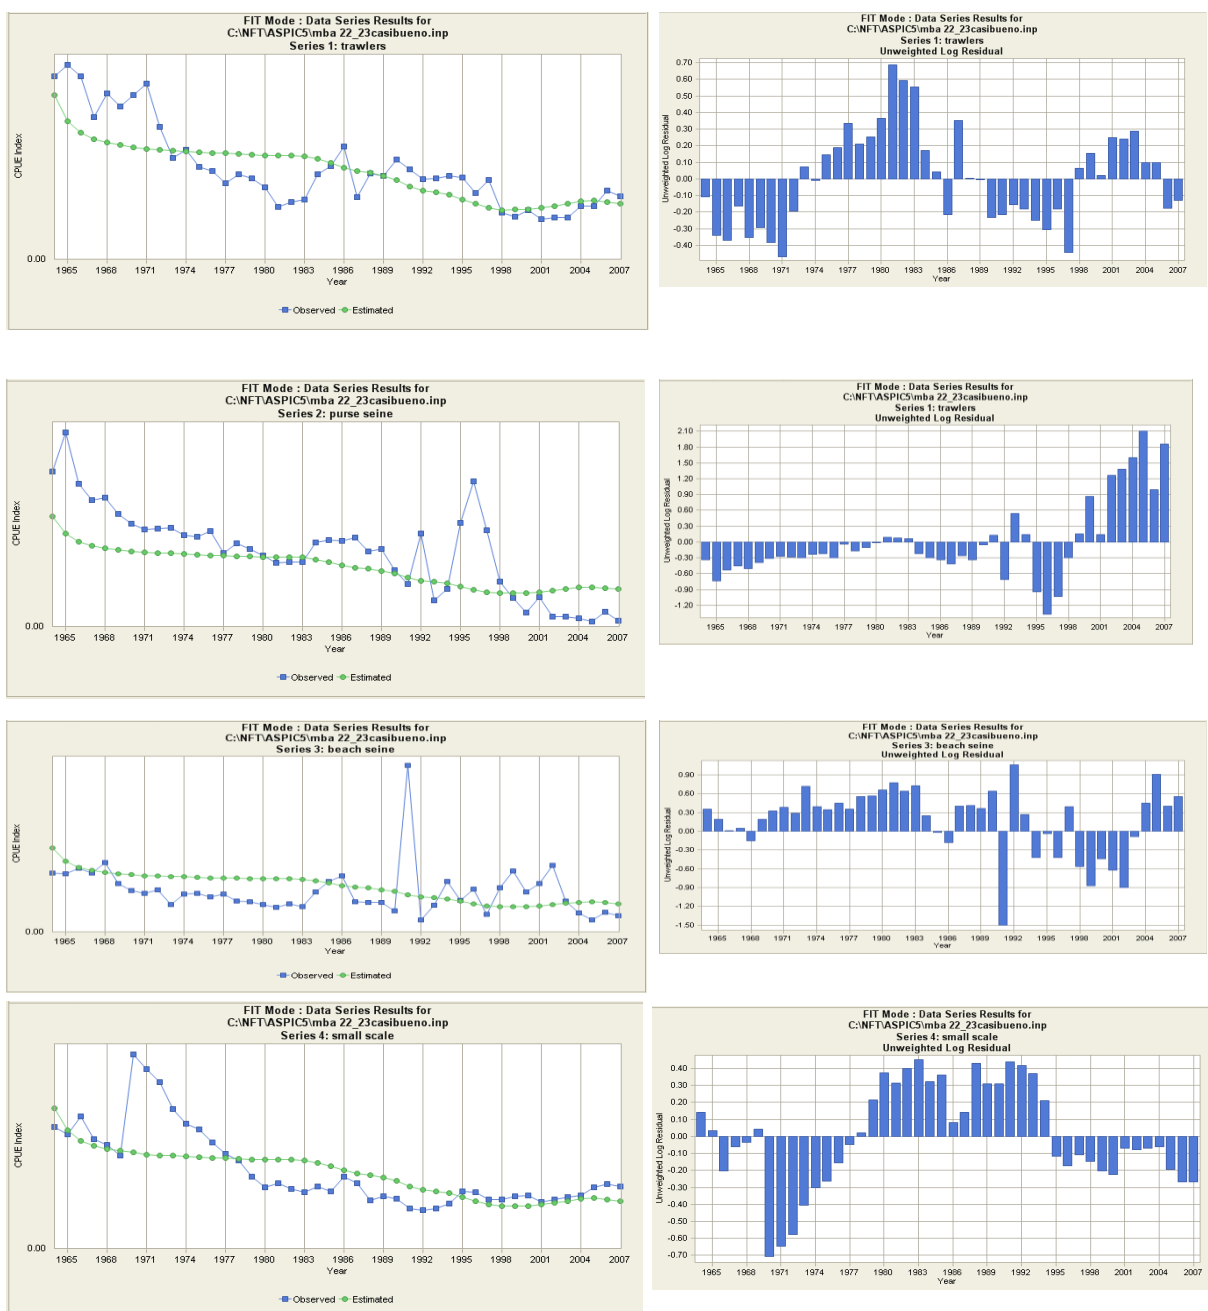 FIT Mode : Data Series Results for
C:\NFT\ASPIC5\mba 22_23casibueno.inp
Series 1: trawlers
CPUE Index
0.00
1965 1968 1971 1974 1977 1980 1983 1986 1989 1992 1995 1998 2001 2004 2007
Year
Observed Estimated
FIT Mode : Data Series Results for
C:\NFT\ASPIC5\mba 22_23casibueno.inp
Series 1: trawlers
Unweighted Log Residual
Unweighted Log Residual
0.70
0.60
0.50
0.40
0.30
0.20
0.10
0.00
-0.10
-0.20
-0.30
-0.40
1965 1968 1971 1974 1977 1980 1983 1986 1989 1992 1995 1998 2001 2004 2007
Year
FIT Mode : Data Series Results for
C:\NFT\ASPIC5\mba 22_23casibueno.inp
Series 2: purse seine
CPUE Index
0.00
1965 1968 1971 1974 1977 1980 1983 1986 1989 1992 1995 1998 2001 2004 2007
Year
Observed Estimated
FIT Mode : Data Series Results for
C:\NFT\ASPIC5\mba 22_23casibueno.inp
Series 1: trawlers
Unweighted Log Residual
Unweighted Log Residual
2.10
1.80
1.50
1.20
0.90
0.60
0.30
0.00
-0.30
-0.60
-0.90
-1.20
1965 1968 1971 1974 1977 1980 1983 1986 1989 1992 1995 1998 2001 2004 2007
Year
FIT Mode : Data Series Results for
C:\NFT\ASPIC5\mba 22_23casibueno.inp
Series 3: beach seine
CPUE Index
0.00
1965 1968 1971 1974 1977 1980 1983 1986 1989 1992 1995 1998 2001 2004 2007
Year
Observed Estimated
FIT Mode : Data Series Results for
C:\NFT\ASPIC5\mba 22_23casibueno.inp
Series 3: beach seine
Unweighted Log Residual
Unweighted Log Residual
0.90
0.60
0.30
0.00
-0.30
-0.60
-0.90
-1.20
-1.50
1965 1968 1971 1974 1977 1980 1983 1986 1989 1992 1995 1998 2001 2004 2007
Year
FIT Mode : Data Series Results for
C:\NFT\ASPIC5\mba 22_23casibueno.inp
Series 4: small scale
CPUE Index
0.00
1965 1968 1971 1974 1977 1980 1983 1986 1989 1992 1995 1998 2001 2004 2007
Year
Observed Estimated
FIT Mode : Data Series Results for
C:\NFT\ASPIC5\mba 22_23casibueno.inp
Series 4: small scale
Unweighted Log Residual
Unweighted Log Residual
0.40
0.30
0.20
0.10
0.00
-0.10
-0.20
-0.30
-0.40
-0.50
-0.60
-0.70
1965 1968 1971 1974 1977 1980 1983 1986 1989 1992 1995 1998 2001 2004 2007
Year